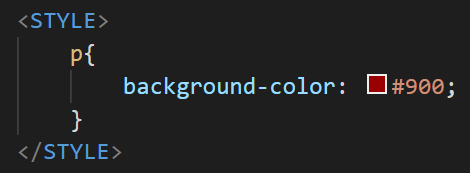 <STYLE>
p{
background-color: #900;
}
</STYLE>